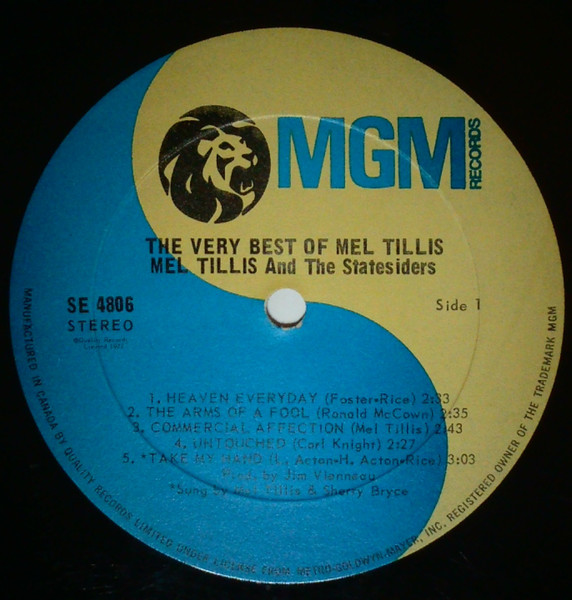 MGM RECORDS
THE VERY BEST OF MEL TILLIS
MEL TILLIS And The Statesiders
SE 4806
STEREO
Side 1
1. HEAVEN EVERYDAY (Foster-Rice) 2:33
2. THE ARMS OF A FOOL (Ronald McCown) 2:35
3. COMMERCIAL AFFECTION (Mel Tillis) 2:43
4. UNTOUCHED (Carl Knight) 2:27
5. *TAKE MY HAND (L. Acton-H. Acton-Rice) 3:03
Prod. by Jim Vienneau
*Sung by Mel Tillis & Sherry Bryce
MANUFACTURED IN CANADA BY QUALITY RECORDS LIMITED UNDER LICENSE FROM METRO-GOLDWYN-MAYER, INC. REGISTERED OWNER OF THE TRADEMARK MGM